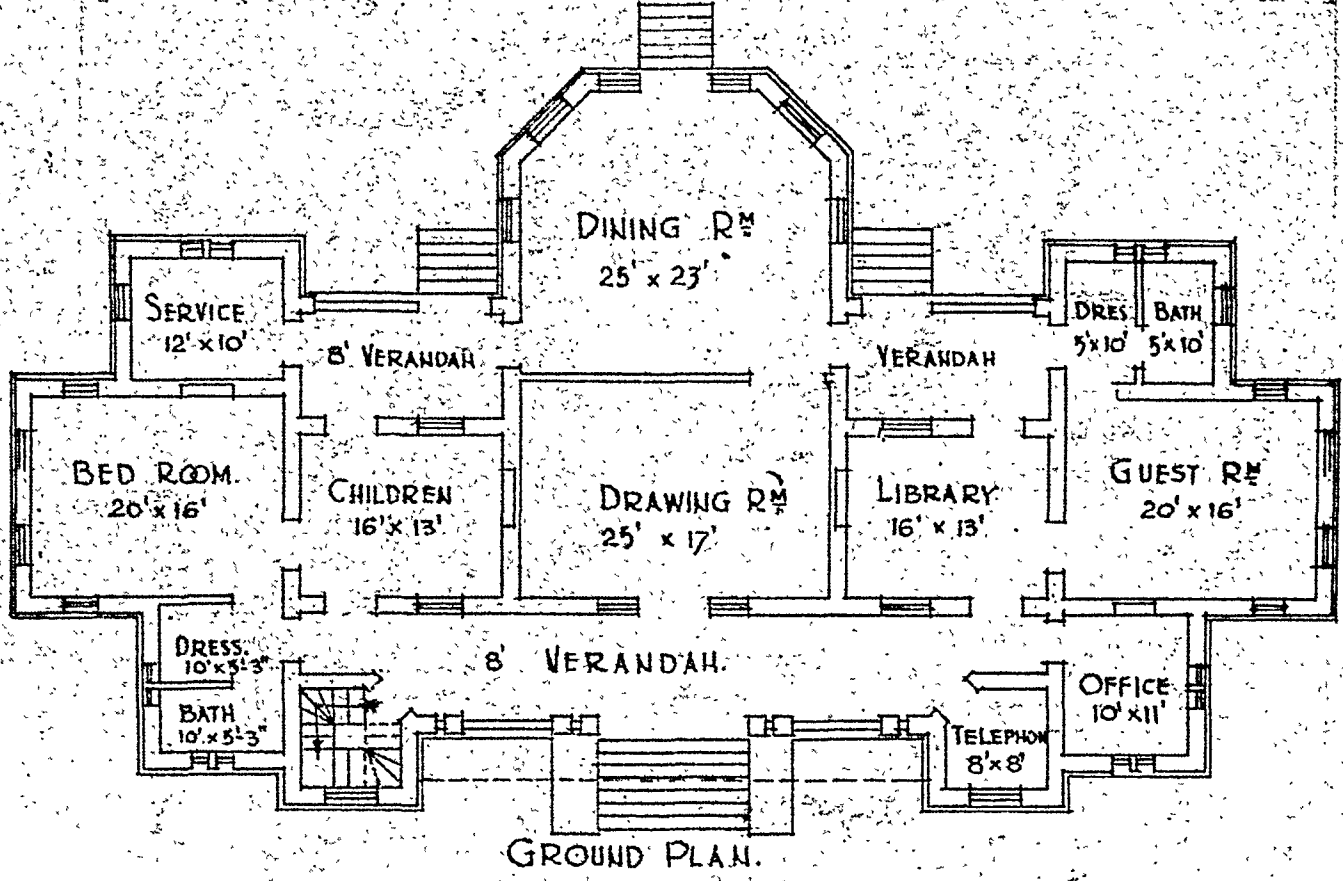 DINING RM
25' x 23'
SERVICE
12' x 10'
8' VERANDAH
VERANDAH
DRES.
5'x10'
BATH
5'x10'
BED ROOM.
20' x 16'
CHILDREN
16' x 13'
DRAWING RM
25' x 17'
LIBRARY
16' x 13'
GUEST RM
20' x 16'
DRESS.
10' x 5'-3"
BATH
10' x 5'-3"
8' VERANDAH.
OFFICE
10' x 11'
TELEPHON
8' x 8'
GROUND PLAN.